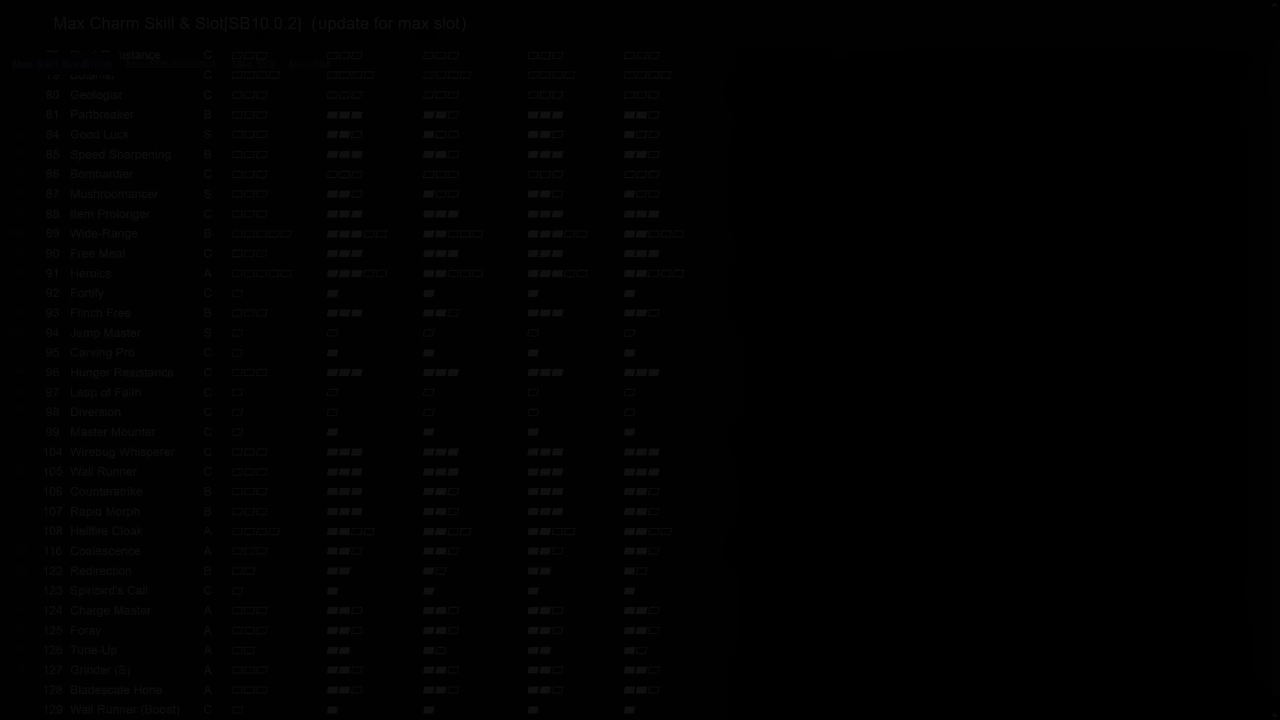 Max Charm Skill & Slot[SB10.0.2] (update for max slot)
C
79 Botanist C
80 Geologist C
81 Partbreaker B
84 Good Luck S
85 Speed Sharpening B
86 Bombardier C
87 Mushroomancer S
88 Item Prolonger C
89 Wide-Range B
90 Free Meal C
91 Heroics A
92 Fortify C
93 Flinch Free B
94 Jump Master S
95 Carving Pro C
96 Hunger Resistance C
97 Leap of Faith C
98 Diversion C
99 Master Mounter C
104 Wirebug Whisperer C
105 Wall Runner C
106 Counterstrike B
107 Rapid Morph B
108 Hellfire Cloak A
116 Coalescence A
122 Redirection B
123 Spiribird's Call C
124 Charge Master A
125 Foray A
126 Tune-Up A
127 Grinder (S) A
128 Bladescale Hone A
129 Wall Runner (Boost) C